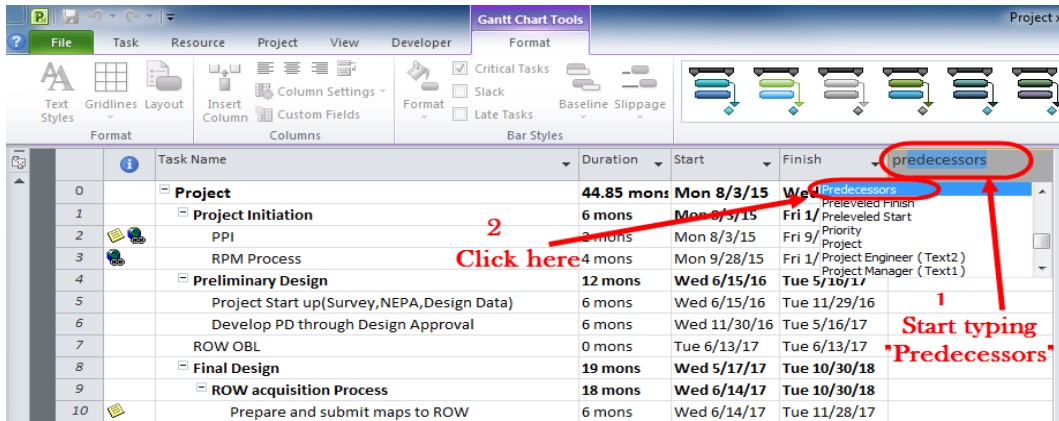 Gantt Chart Tools
Project x
File Task Resource Project View Developer Format
Text Styles
Gridlines
Layout
Format
Insert Column
Column Settings
Custom Fields
Columns
Format
Critical Tasks
Slack
Late Tasks
Baseline
Slippage
Bar Styles
Task Name Duration Start Finish predecessors
0 Project 44.85 mons Mon 8/3/15 Wed
Predecessors
Preleveled Finish
Preleveled Start
Priority
Project
Project Engineer (Text2)
Project Manager (Text1)
1 Project Initiation 6 mons Mon 8/3/15 Fri 1/
2 PPI 2 mons Mon 8/3/15 Fri 9/
3 RPM Process 4 mons Mon 9/28/15 Fri 1/
4 Preliminary Design 12 mons Wed 6/15/16 Tue 5/16/17
5 Project Start up(Survey,NEPA,Design Data) 6 mons Wed 6/15/16 Tue 11/29/16
6 Develop PD through Design Approval 6 mons Wed 11/30/16 Tue 5/16/17
7 ROW OBL 0 mons Tue 6/13/17 Tue 6/13/17
8 Final Design 19 mons Wed 5/17/17 Tue 10/30/18
9 ROW acquisition Process 18 mons Wed 6/14/17 Tue 10/30/18
10 Prepare and submit maps to ROW 6 mons Wed 6/14/17 Tue 11/28/17
2
Click here
1
Start typing
"Predecessors"